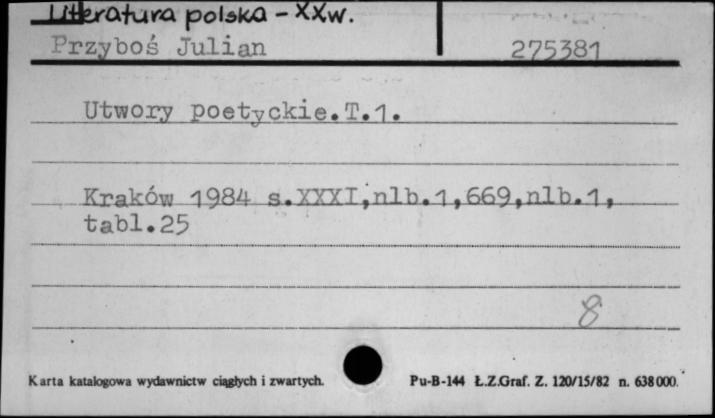 Literatura polska - XXw.
Przyboś Julian 275381
Utwory poetyckie.T.1.
Kraków 1984 s.XXXI,nlb.1,669,nlb.1,
tabl.25
8
Karta katalogowa wydawnictw ciągłych i zwartych. Pu-B-144 Ł.Z.Graf. Z. 120/15/82 n. 638000.